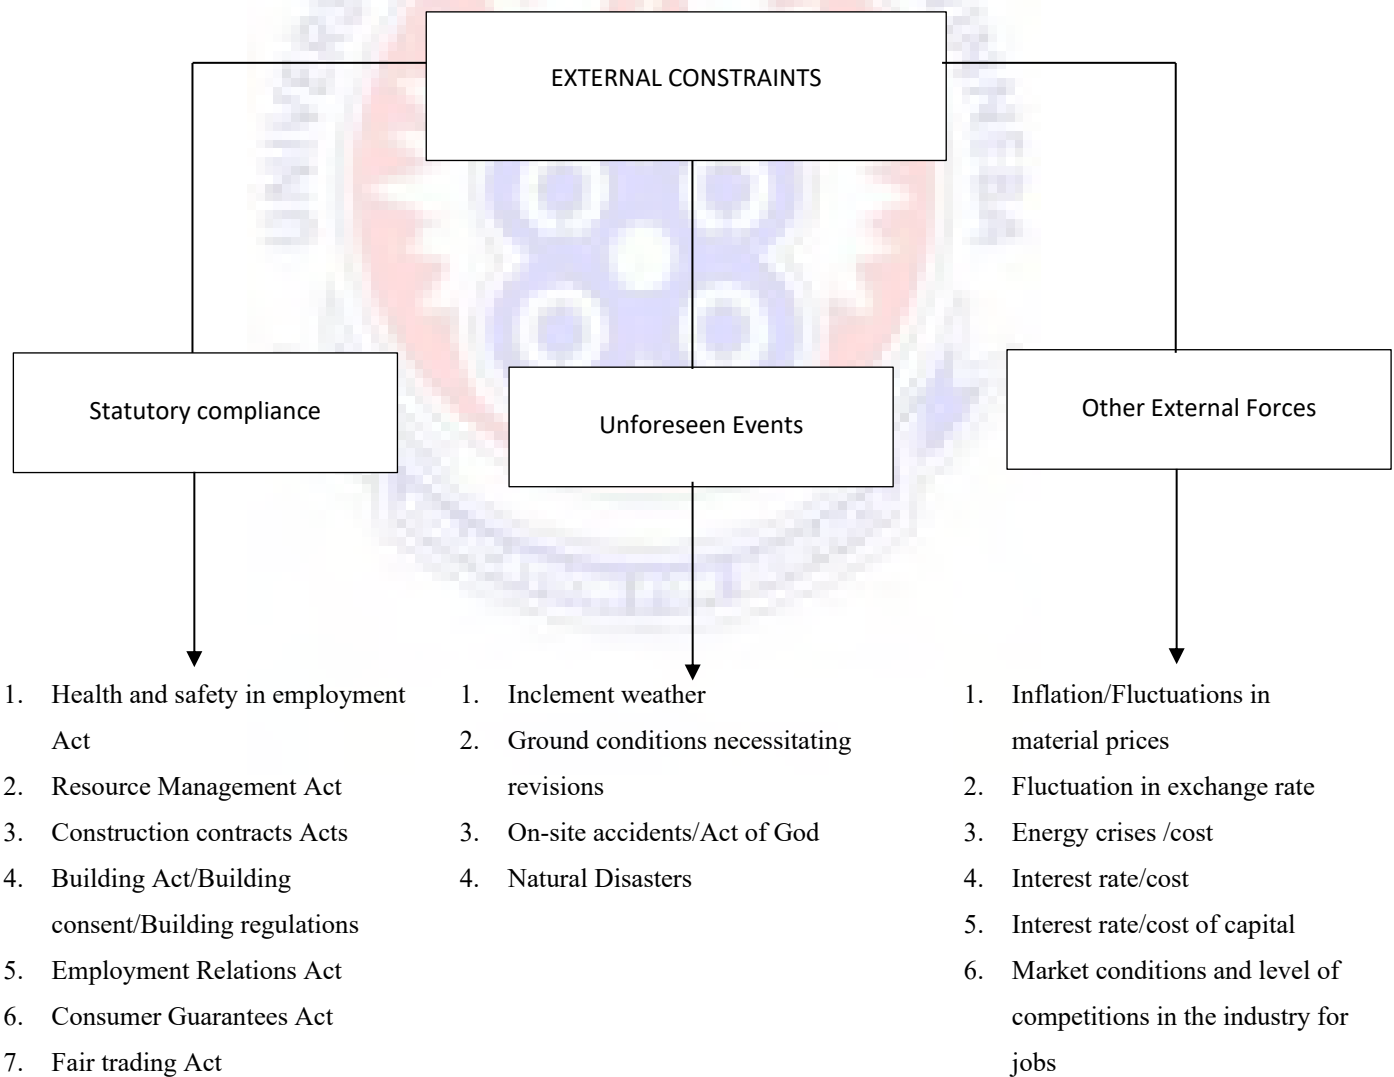 EXTERNAL CONSTRAINTS
Statutory compliance
Unforeseen Events
Other External Forces
1. Health and safety in employment
Act
2. Resource Management Act
3. Construction contracts Acts
4. Building Act/Building
consent/Building regulations
5. Employment Relations Act
6. Consumer Guarantees Act
7. Fair trading Act
1. Inclement weather
2. Ground conditions necessitating
revisions
3. On-site accidents/Act of God
4. Natural Disasters
1. Inflation/Fluctuations in
material prices
2. Fluctuation in exchange rate
3. Energy crises /cost
4. Interest rate/cost
5. Interest rate/cost of capital
6. Market conditions and level of
competitions in the industry for
jobs